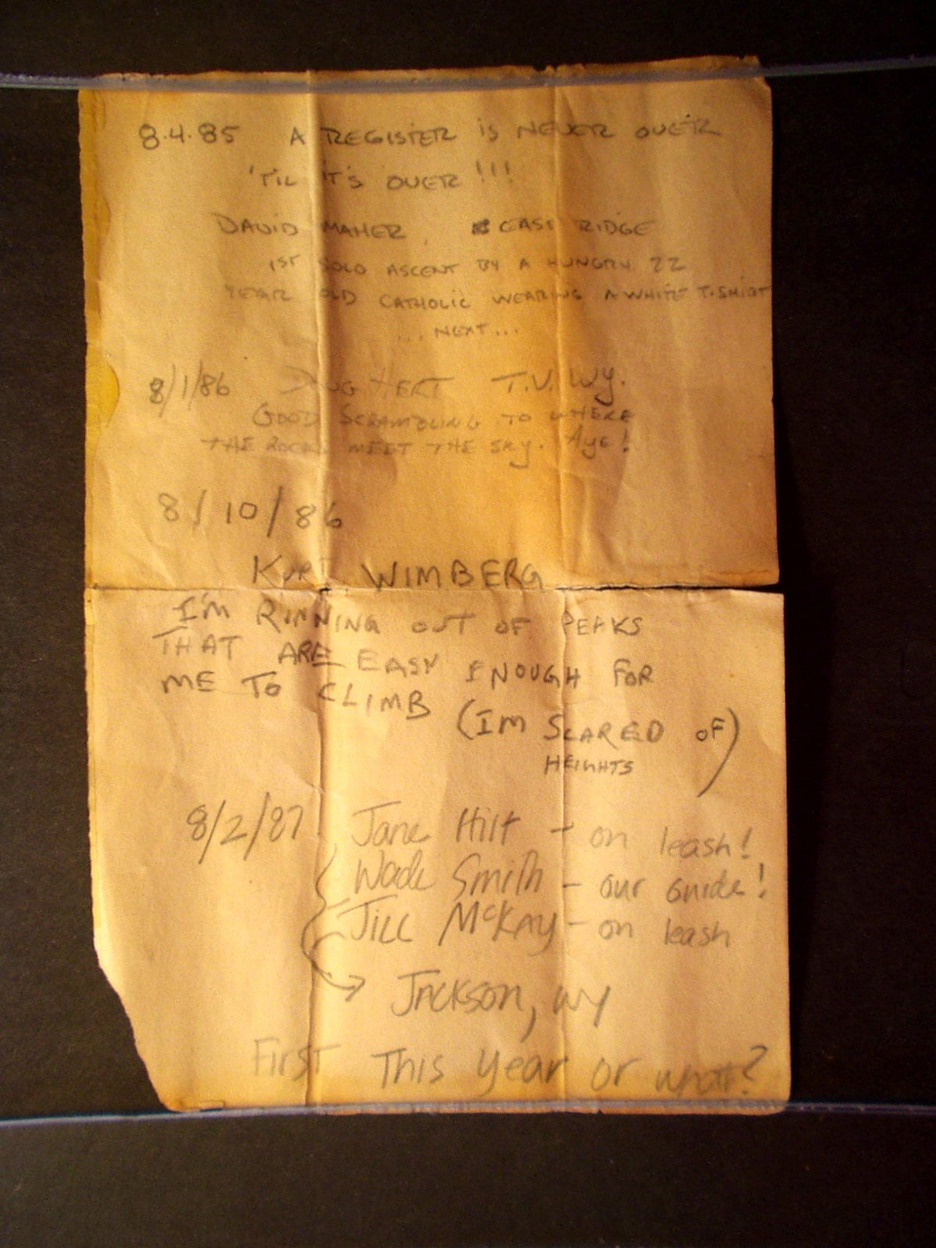 8.4.85 A REGISTER IS NEVER OVER
'TIL IT'S OVER!!!
DAVID MAHER, EAST RIDGE
1ST SOLO ASCENT BY A HUNGRY 22
YEAR OLD CATHOLIC WEARING A WHITE T-SHIRT
...NEXT...
8/1/86 DOUG HERT T.V. WY.
GOOD SCRAMBLING TO WHERE
THE ROCKS MEET THE SKY. Aye!
8/10/86
KURT WIMBERG
I'M RUNNING OUT OF PEAKS
THAT ARE EASY ENOUGH FOR
ME TO CLIMB (IM SCARED OF)
HEIGHTS
8/2/87 Jane Hilt - on leash!
Wade Smith - our guide!
JILL McKAY - on leash
Jackson, WY
First This year or what?